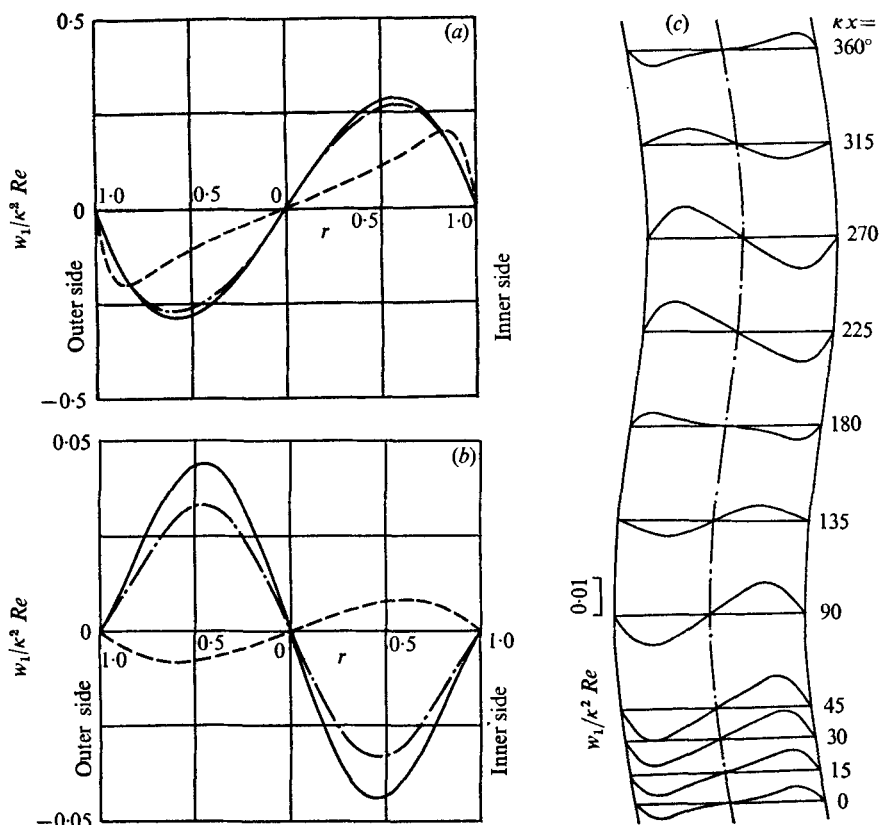 0·5
(a)
w₁/κ² Re
0
1·0
0·5
0
0·5
1·0
r
Outer side
Inner side
−0·5
0·05
(b)
w₁/κ² Re
0
1·0
0·5
0
0·5
1·0
r
Outer side
Inner side
−0·05
(c)
κx=
360°
315
270
225
180
135
90
45
30
15
0
0·01
w₁/κ² Re